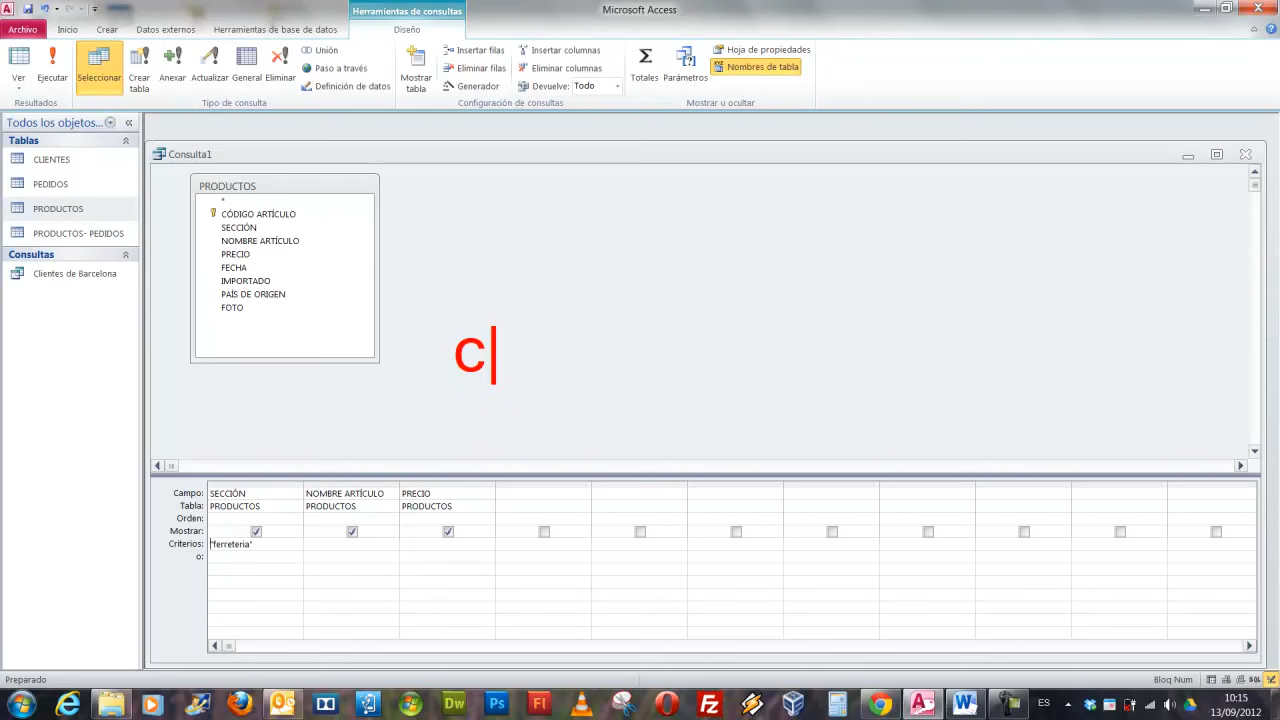 Herramientas de consultas
Microsoft Access
Archivo
Inicio
Crear
Datos externos
Herramientas de base de datos
Diseño
Ver
Ejecutar
Seleccionar
Crear
tabla
Anexar
Actualizar
General
Eliminar
Unión
Paso a través
Definición de datos
Mostrar
tabla
Insertar filas
Eliminar filas
Generador
Insertar columnas
Eliminar columnas
Devuelve: Todo
Totales
Parámetros
Hoja de propiedades
Nombres de tabla
Resultados
Tipo de consulta
Configuración de consultas
Mostrar u ocultar
Todos los objetos...
Tablas
CLIENTES
PEDIDOS
PRODUCTOS
PRODUCTOS- PEDIDOS
Consultas
Clientes de Barcelona
Consulta1
PRODUCTOS
*
CÓDIGO ARTÍCULO
SECCIÓN
NOMBRE ARTÍCULO
PRECIO
FECHA
IMPORTADO
PAÍS DE ORIGEN
FOTO
c
Campo: SECCIÓN NOMBRE ARTÍCULO PRECIO
Tabla: PRODUCTOS PRODUCTOS PRODUCTOS
Orden:
Mostrar:
Criterios: "ferreteria"
o:
Preparado
Bloq Num
SQL
Dw
Ps
Fl
Fz
ES
10:15
13/09/2012